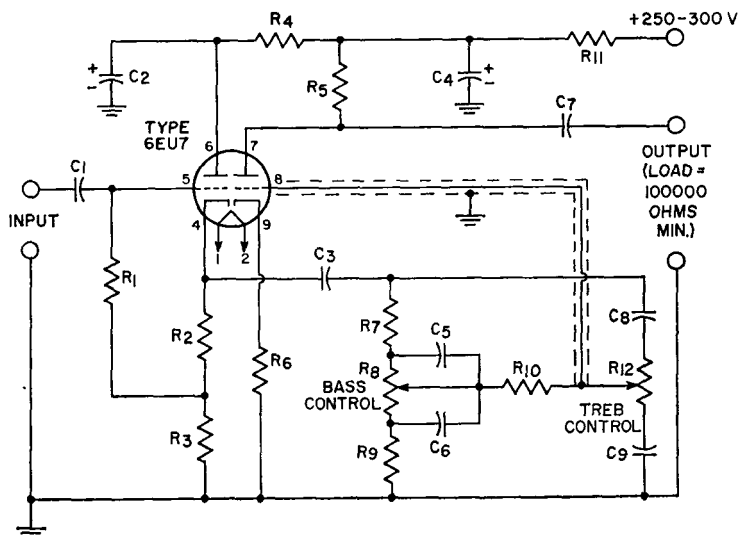 R4
+250-300 V
+
-
C2
R5
C4
+
-
R11
C7
TYPE
6EU7
6
7
OUTPUT
(LOAD =
100000
OHMS
MIN.)
C1
5
8
INPUT
4
9
1
2
C3
R1
R2
R7
C5
C8
R6
R8
BASS
CONTROL
R10
R12
TREB
CONTROL
R3
C6
R9
C9